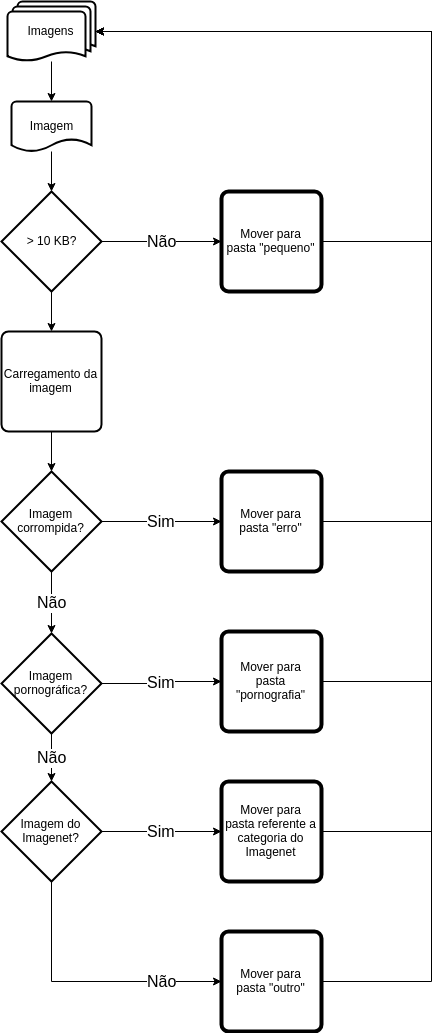 Imagens
Imagem
> 10 KB?
Não
Mover para
pasta "pequeno"
Carregamento da
imagem
Imagem
corrompida?
Sim
Mover para
pasta "erro"
Não
Imagem
pornográfica?
Sim
Mover para
pasta
"pornografia"
Não
Imagem do
Imagenet?
Sim
Mover para
pasta referente a
categoria do
Imagenet
Não
Mover para
pasta "outro"